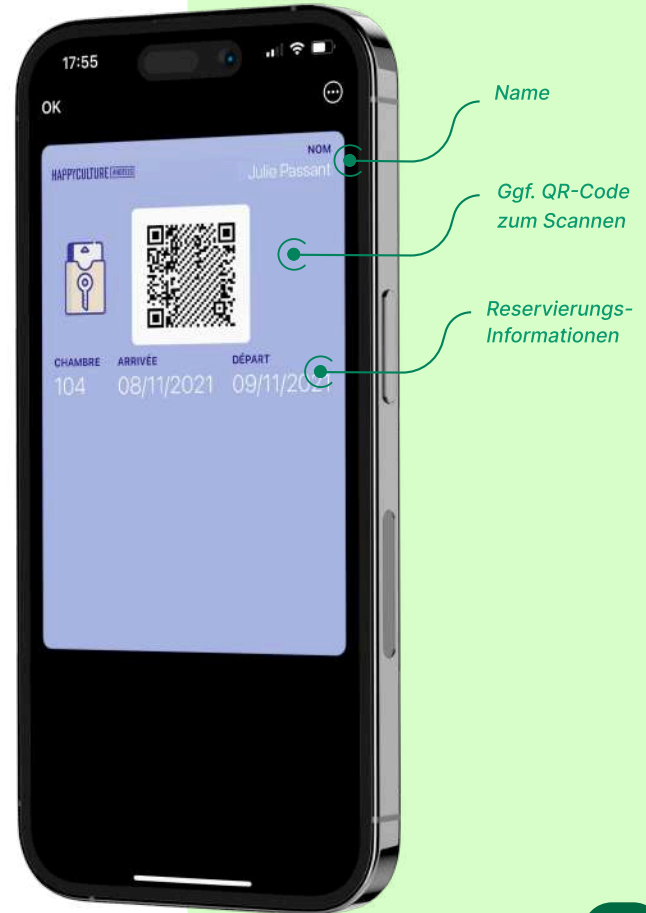 17:55
OK
NOM
Julie Passant
HAPPYCULTURE
CHAMBRE ARRIVÉE DÉPART
104 08/11/2021 09/11/2021
Name
Ggf. QR-Code
zum Scannen
Reservierungs-
Informationen